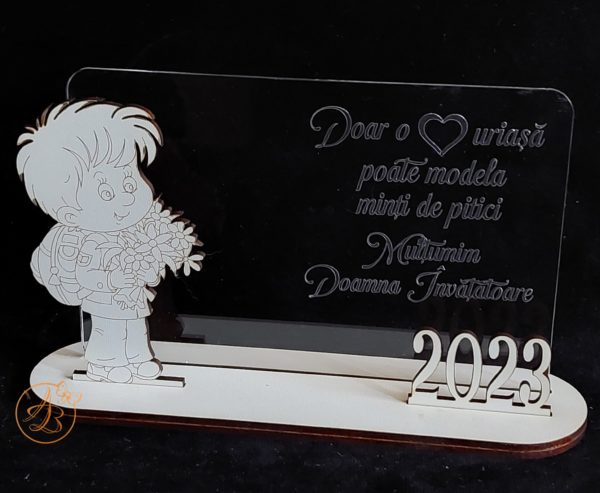 Doar o uriașă
poate modela
minți de pitici
Mulțumim
Doamna Învățătoare
2023